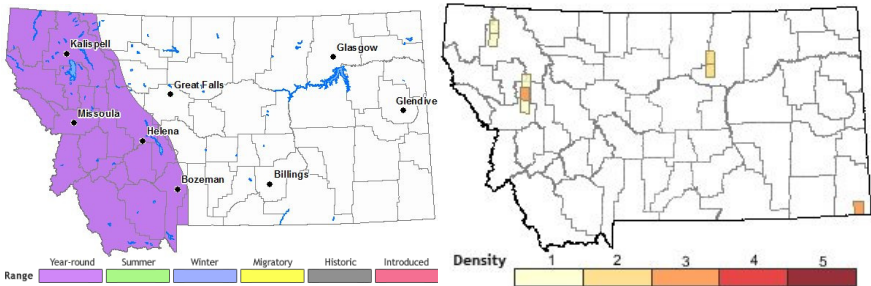 Kalispell
Glasgow
Great Falls
Glendive
Missoula
Helena
Bozeman
Billings
Range Year-round Summer Winter Migratory Historic Introduced
Density 1 2 3 4 5